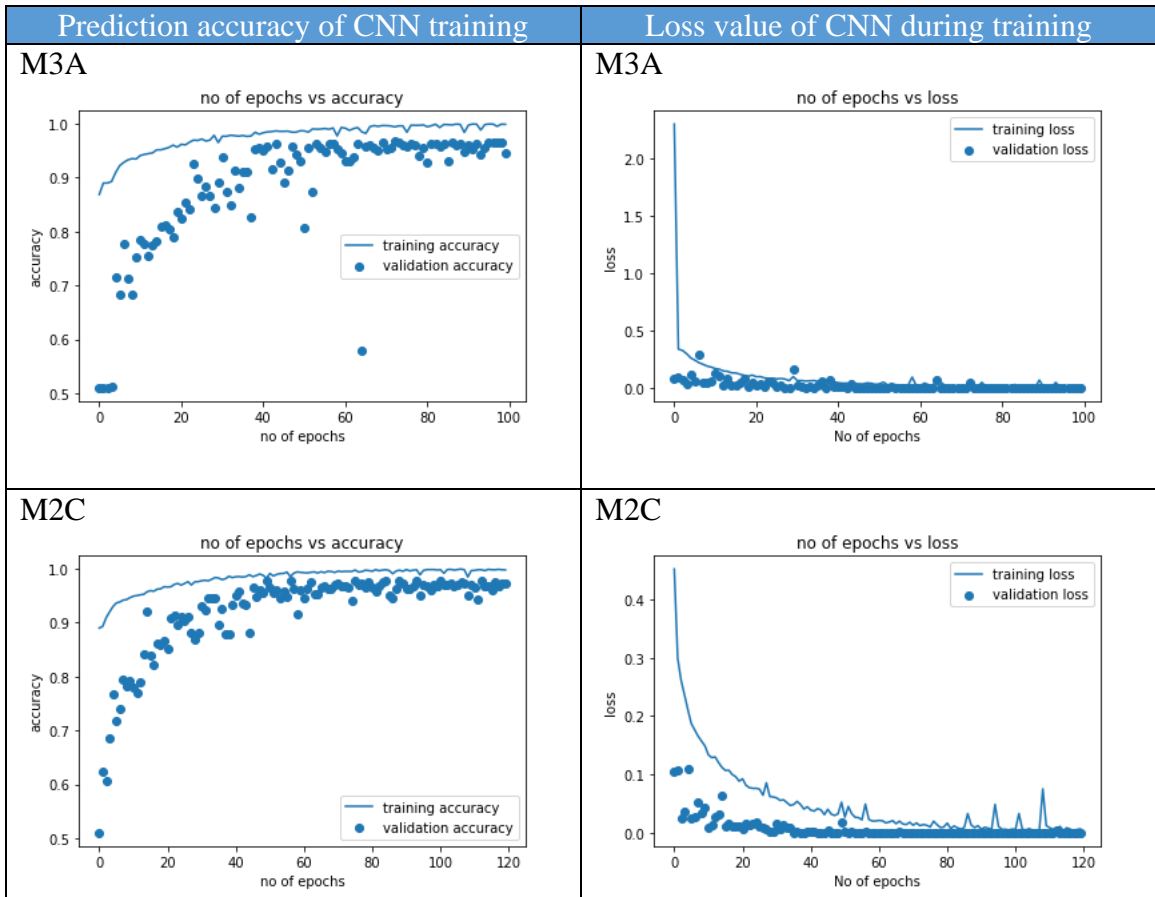 Prediction accuracy of CNN training
Loss value of CNN during training
M3A
no of epochs vs accuracy
1.0
0.9
0.8
0.7
0.6
0.5
accuracy
training accuracy
validation accuracy
0 20 40 60 80 100
no of epochs
M3A
no of epochs vs loss
training loss
validation loss
2.0
1.5
1.0
0.5
0.0
loss
0 20 40 60 80 100
No of epochs
M2C
no of epochs vs accuracy
1.0
0.9
0.8
0.7
0.6
0.5
accuracy
training accuracy
validation accuracy
0 20 40 60 80 100 120
no of epochs
M2C
no of epochs vs loss
training loss
validation loss
0.4
0.3
0.2
0.1
0.0
loss
0 20 40 60 80 100 120
No of epochs